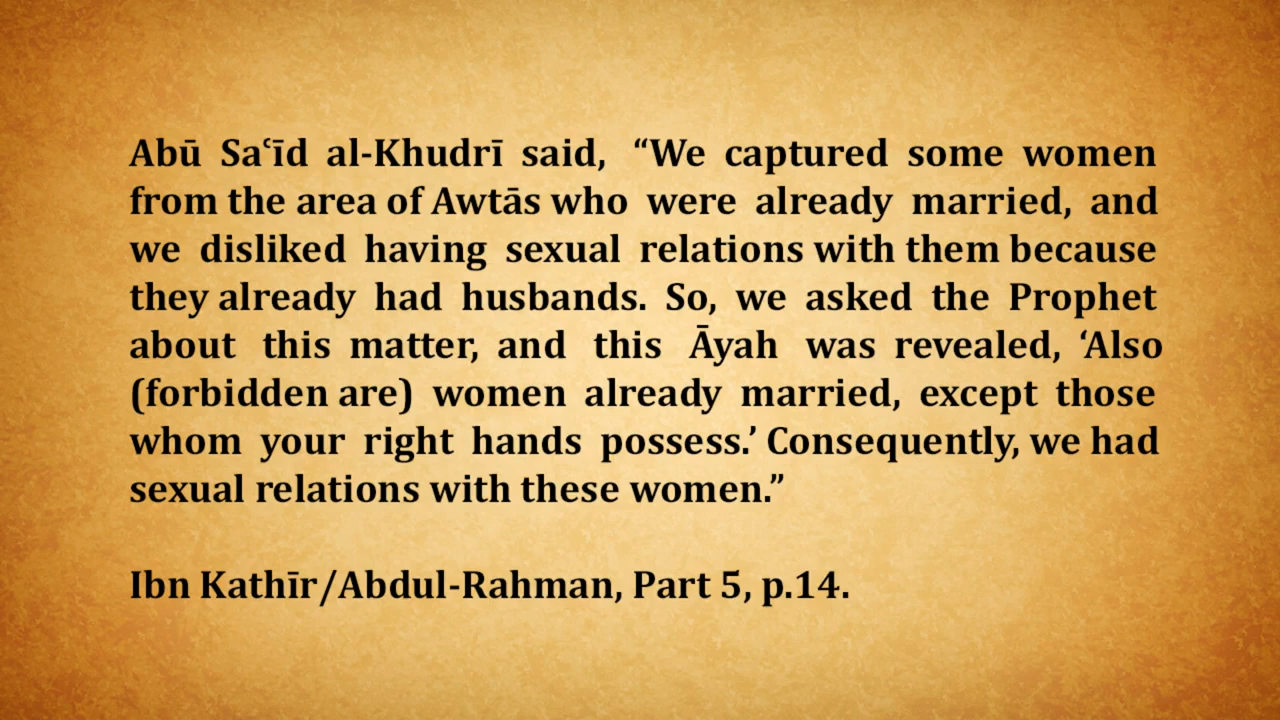 Abū Saʿīd al-Khudrī said, “We captured some women
from the area of Awtās who were already married, and
we disliked having sexual relations with them because
they already had husbands. So, we asked the Prophet
about this matter, and this Āyah was revealed, ‘Also
(forbidden are) women already married, except those
whom your right hands possess.’ Consequently, we had
sexual relations with these women.”
Ibn Kathīr/Abdul-Rahman, Part 5, p.14.